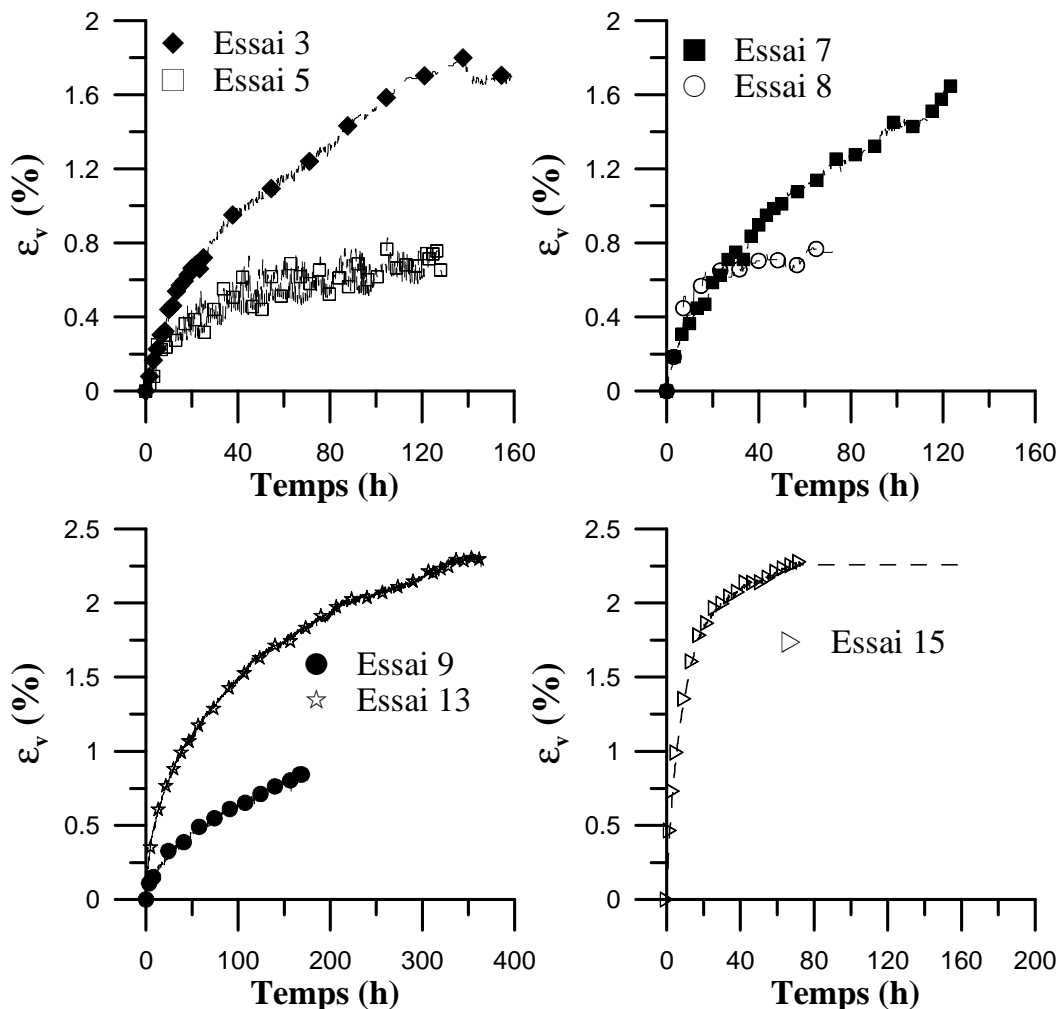 2
1.6
1.2
0.8
0.4
0
ε_v (%)
Essai 3
Essai 5
0 40 80 120 160
Temps (h)
2
1.6
1.2
0.8
0.4
0
ε_v (%)
Essai 7
Essai 8
0 40 80 120 160
Temps (h)
2.5
2
1.5
1
0.5
0
ε_v (%)
Essai 9
Essai 13
0 100 200 300 400
Temps (h)
2.5
2
1.5
1
0.5
0
ε_v (%)
Essai 15
0 40 80 120 160 200
Temps (h)